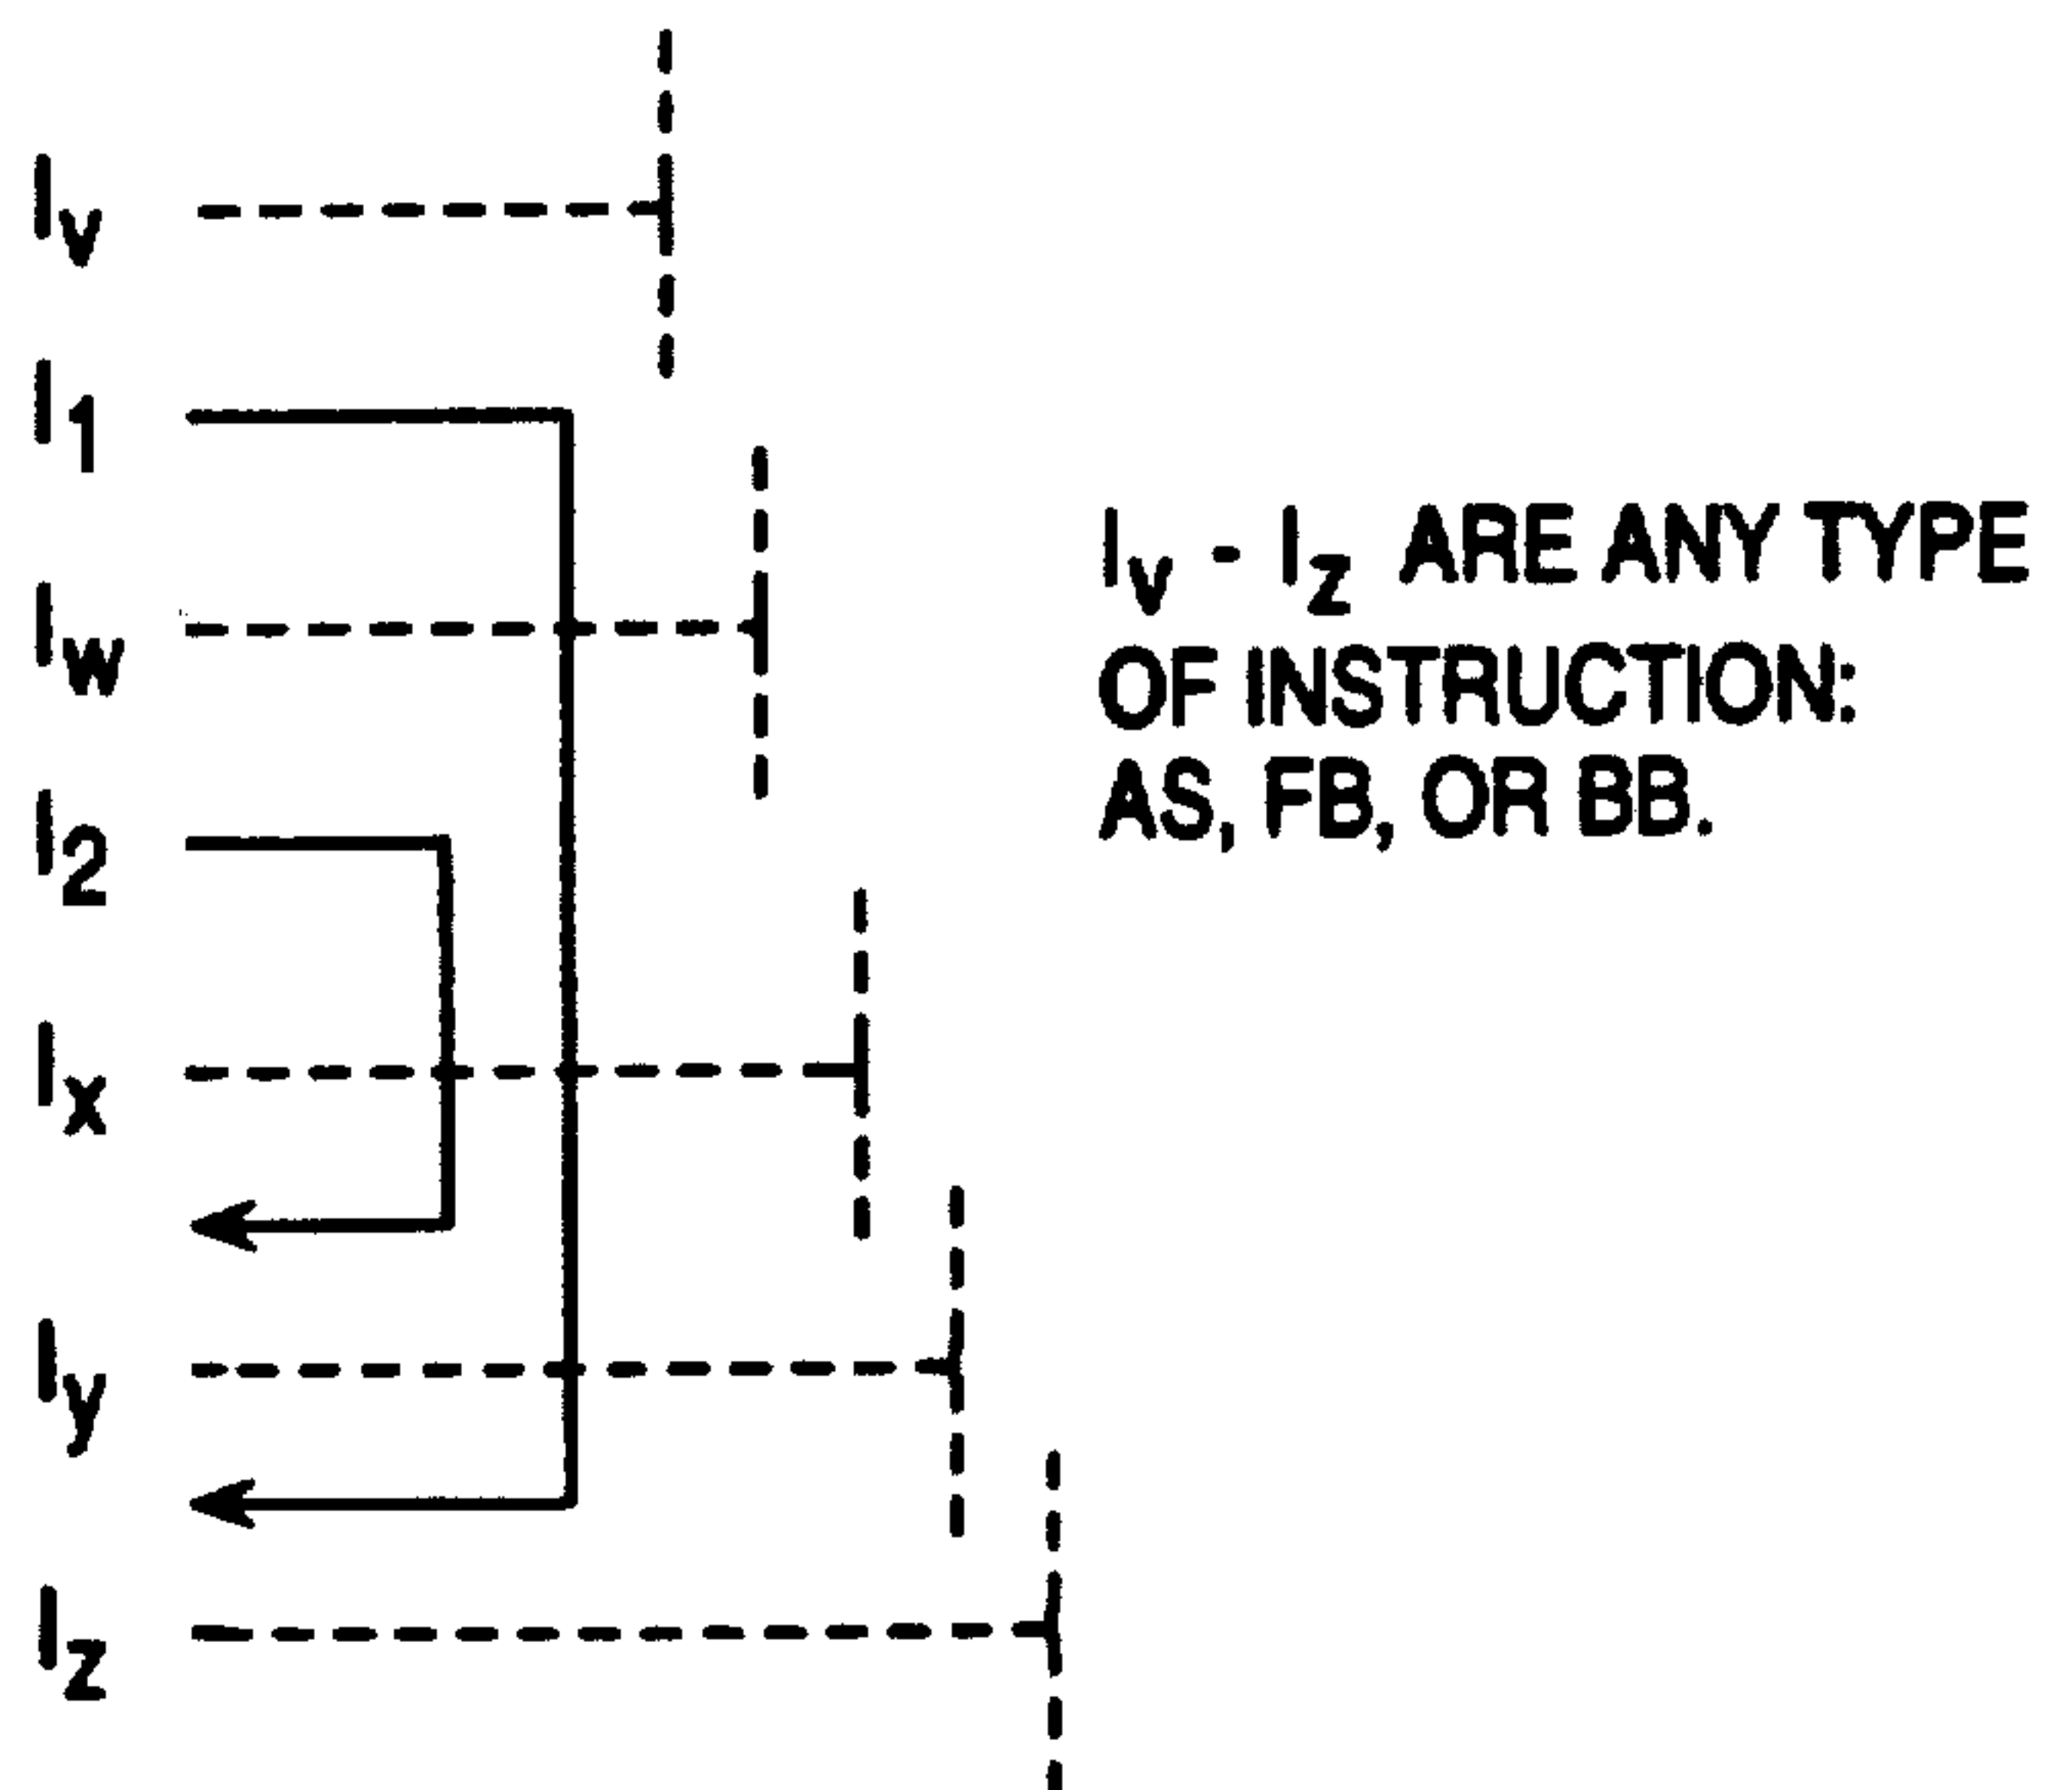 Iv
I1
Iw
Iv - Iz ARE ANY TYPE
OF INSTRUCTION:
AS, FB, OR BB.
I2
Ix
Iy
Iz